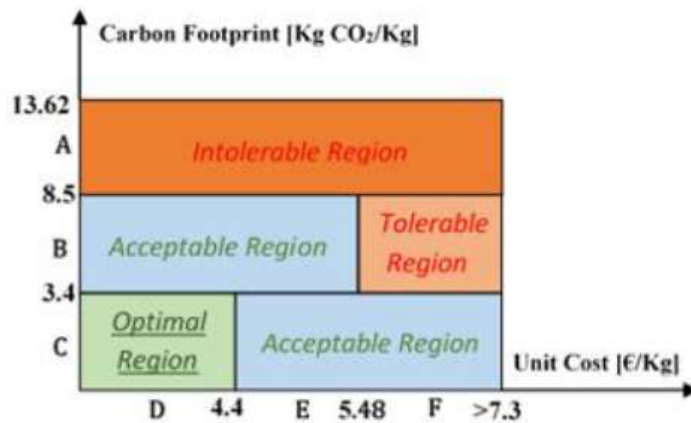 Carbon Footprint [Kg CO₂/Kg]
13.62
A
Intolerable Region
8.5
B
Acceptable Region
Tolerable
Region
3.4
C
Optimal
Region
Acceptable Region
Unit Cost [€/Kg]
D 4.4 E 5.48 F >7.3